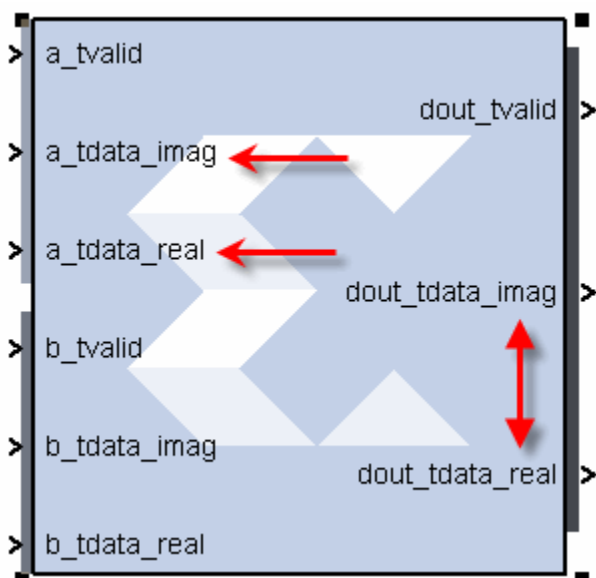 a_tvalid
a_tdata_imag
a_tdata_real
b_tvalid
b_tdata_imag
b_tdata_real
dout_tvalid
dout_tdata_imag
dout_tdata_real